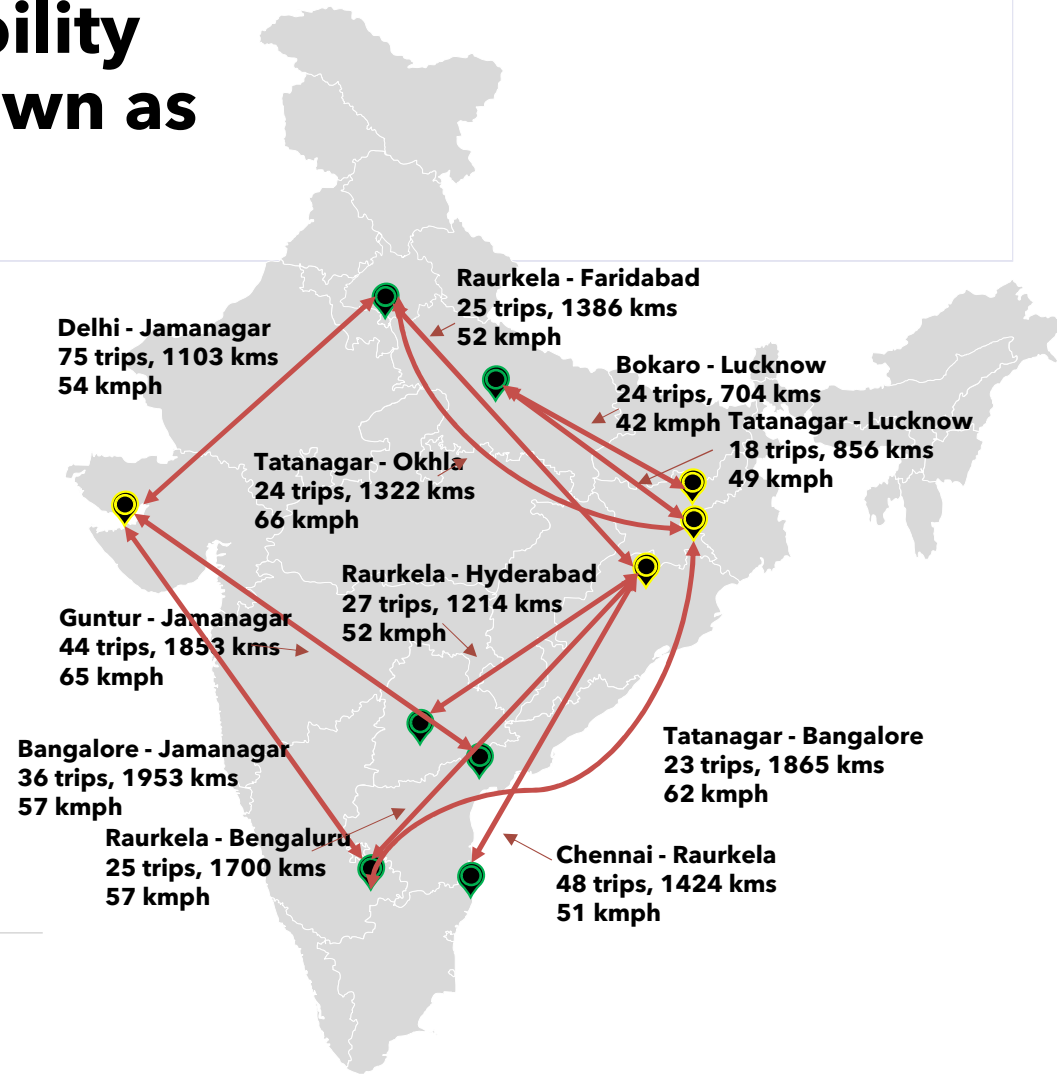 bility
wn as
Raurkela - Faridabad
25 trips, 1386 kms
52 kmph
Delhi - Jamanagar
75 trips, 1103 kms
54 kmph
Bokaro - Lucknow
24 trips, 704 kms
42 kmph
Tatanagar - Lucknow
18 trips, 856 kms
49 kmph
Tatanagar - Okhla
24 trips, 1322 kms
66 kmph
Raurkela - Hyderabad
27 trips, 1214 kms
52 kmph
Guntur - Jamanagar
44 trips, 1853 kms
65 kmph
Bangalore - Jamanagar
36 trips, 1953 kms
57 kmph
Tatanagar - Bangalore
23 trips, 1865 kms
62 kmph
Raurkela - Bengaluru
25 trips, 1700 kms
57 kmph
Chennai - Raurkela
48 trips, 1424 kms
51 kmph